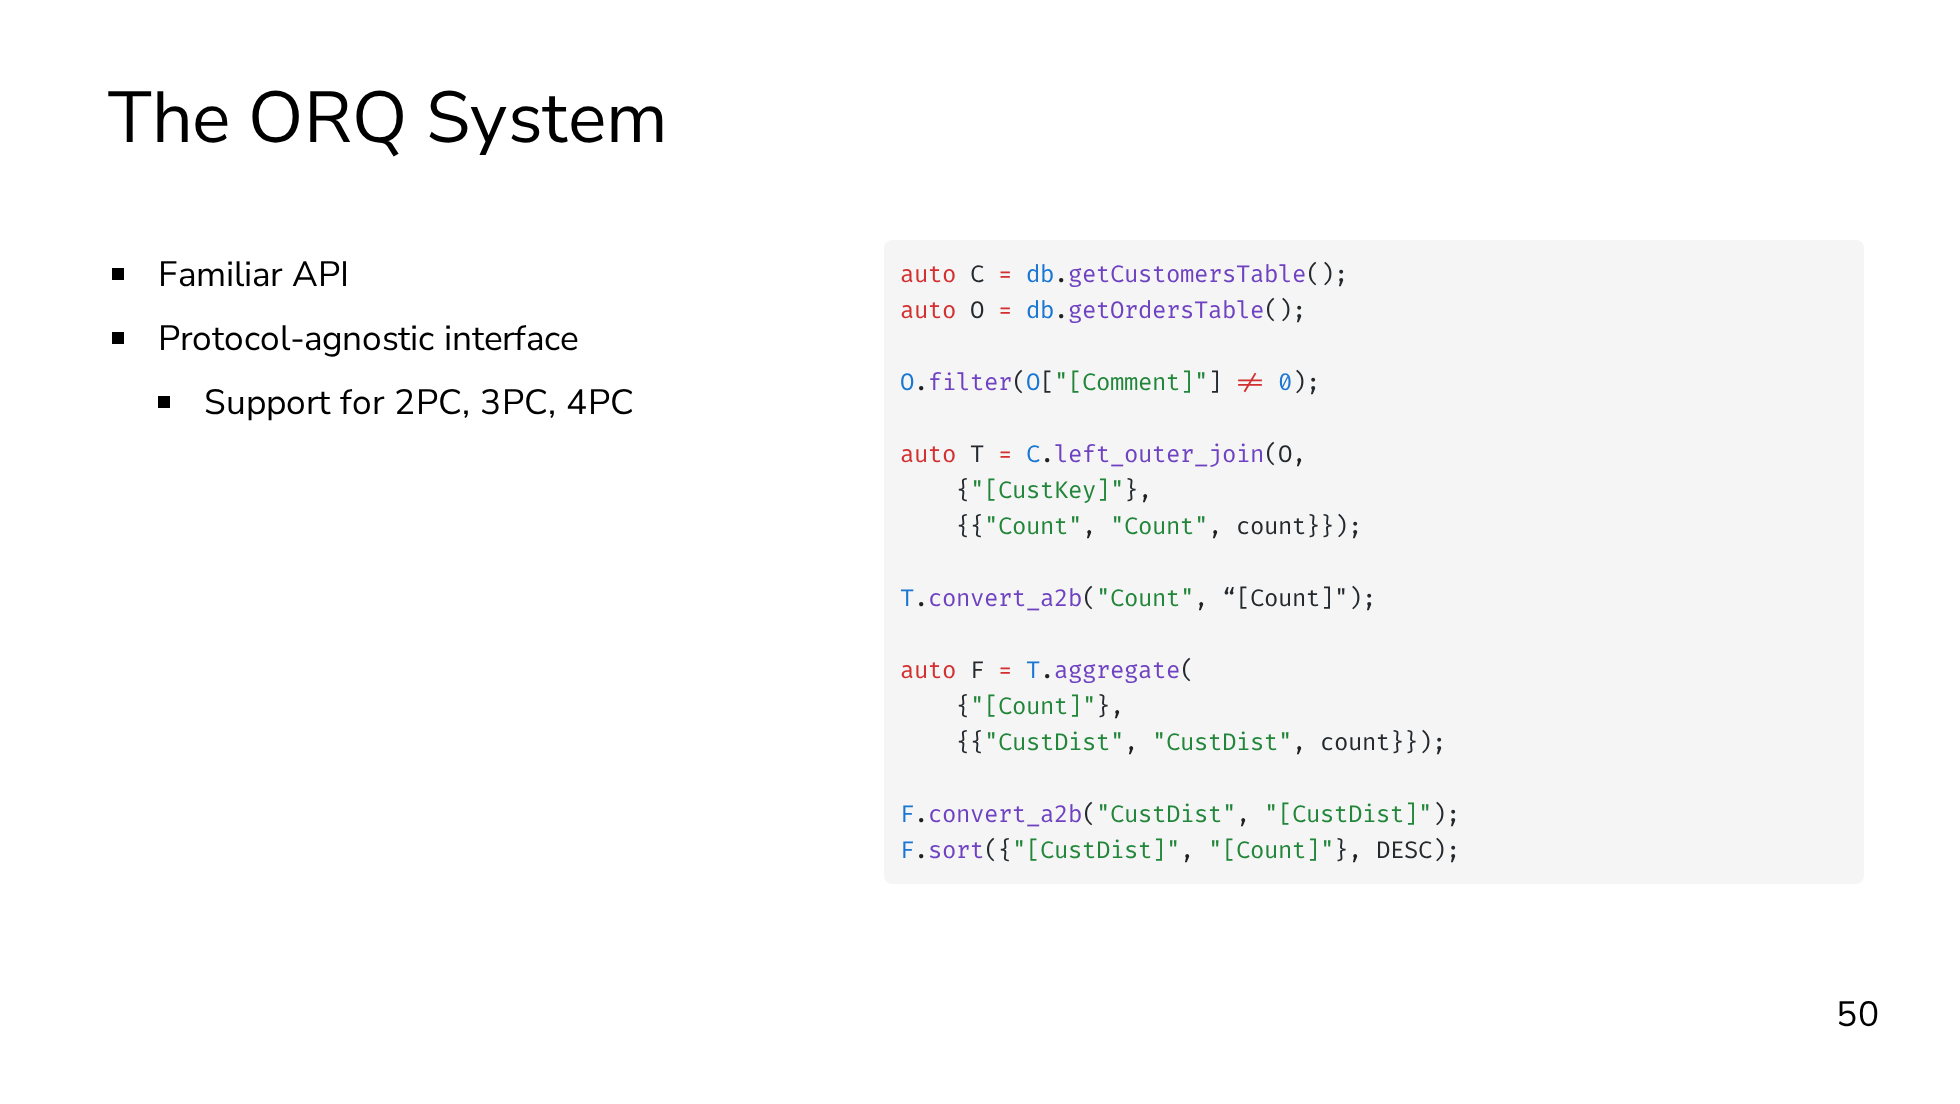 The ORQ System
Familiar API
Protocol-agnostic interface
Support for 2PC, 3PC, 4PC
auto C = db.getCustomersTable();
auto O = db.getOrdersTable();
O.filter(O["[Comment]"] ≠ 0);
auto T = C.left_outer_join(O,
    {"[CustKey]"},
    {{"Count", "Count", count}});
T.convert_a2b("Count", “[Count]");
auto F = T.aggregate(
    {"[Count]"},
    {{"CustDist", "CustDist", count}});
F.convert_a2b("CustDist", "[CustDist]");
F.sort({"[CustDist]", "[Count]"}, DESC);
50